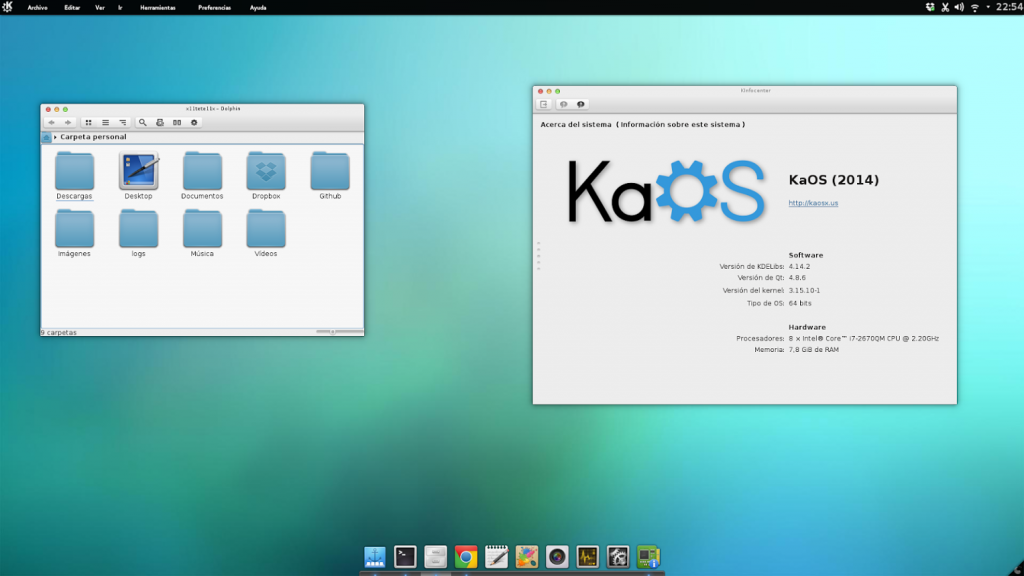 Archivo Editar Ver Ir Herramientas Preferencias Ayuda 22:54
Dolphin
Carpeta personal
Descargas Desktop Documentos Dropbox Github
Imágenes logs Música Vídeos
9 carpetas
KInfocenter
Acerca del sistema ( Información sobre este sistema )
KaOS
KaOS (2014)
http://kaosx.us
Software
Versión de KDELibs: 4.14.2
Versión de Qt: 4.8.6
Versión del kernel: 3.15.10-1
Tipo de OS: 64 bits
Hardware
Procesadores: 8 x Intel® Core™ i7-2670QM CPU @ 2.20GHz
Memoria: 7,8 GiB de RAM